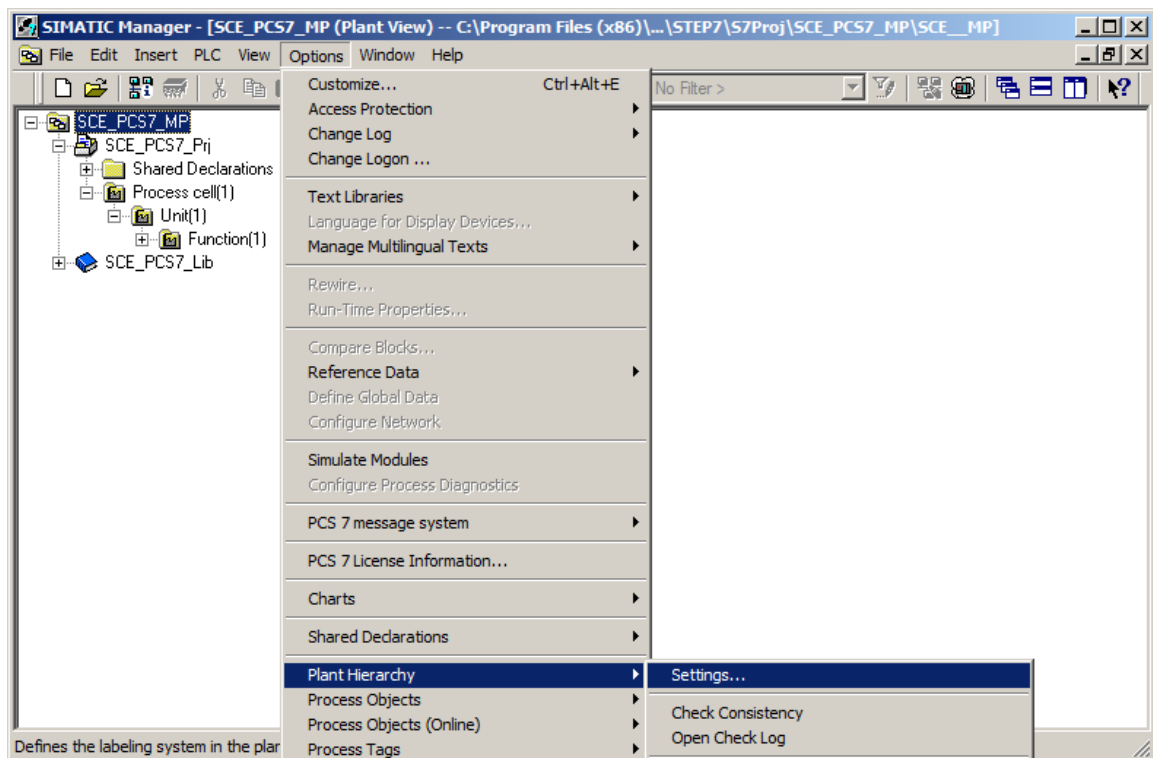 SIMATIC Manager - [SCE_PCS7_MP (Plant View) -- C:\Program Files (x86)\...\STEP7\S7Proj\SCE_PCS7_MP\SCE__MP]
File Edit Insert PLC View Options Window Help
No Filter >
SCE_PCS7_MP
SCE_PCS7_Prj
Shared Declarations
Process cell(1)
Unit(1)
Function(1)
SCE_PCS7_Lib
Customize... Ctrl+Alt+E
Access Protection
Change Log
Change Logon ...
Text Libraries
Language for Display Devices...
Manage Multilingual Texts
Rewire...
Run-Time Properties...
Compare Blocks...
Reference Data
Define Global Data
Configure Network
Simulate Modules
Configure Process Diagnostics
PCS 7 message system
PCS 7 License Information...
Charts
Shared Declarations
Plant Hierarchy
Process Objects
Process Objects (Online)
Process Tags
Settings...
Check Consistency
Open Check Log
Defines the labeling system in the plan